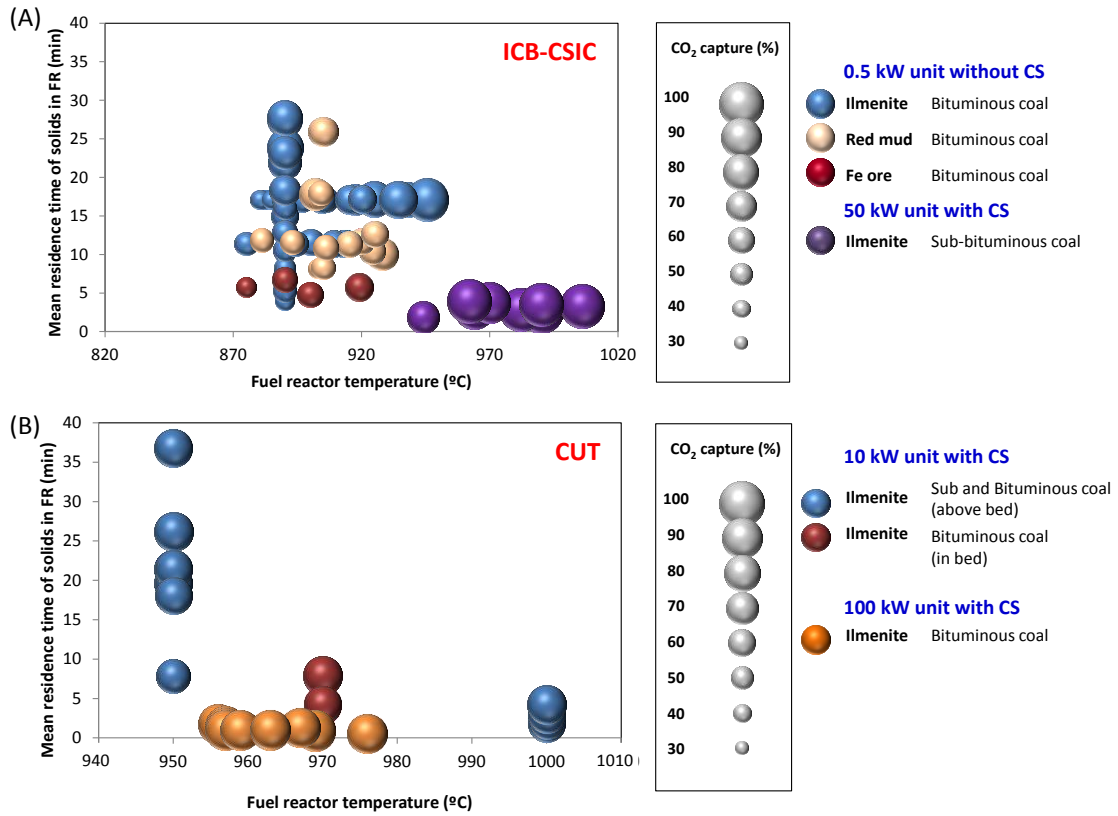 (A)
ICB-CSIC
Mean residence time of solids in FR (min)
40
35
30
25
20
15
10
5
0
820
870
920
970
1020
Fuel reactor temperature (ºC)
CO2 capture (%)
100
90
80
70
60
50
40
30
0.5 kW unit without CS
Ilmenite Bituminous coal
Red mud Bituminous coal
Fe ore Bituminous coal
50 kW unit with CS
Ilmenite Sub-bituminous coal
(B)
CUT
Mean residence time of solids in FR (min)
40
35
30
25
20
15
10
5
0
940
950
960
970
980
990
1000
1010
Fuel reactor temperature (ºC)
CO2 capture (%)
100
90
80
70
60
50
40
30
10 kW unit with CS
Ilmenite Sub and Bituminous coal
(above bed)
Ilmenite Bituminous coal
(in bed)
100 kW unit with CS
Ilmenite Bituminous coal